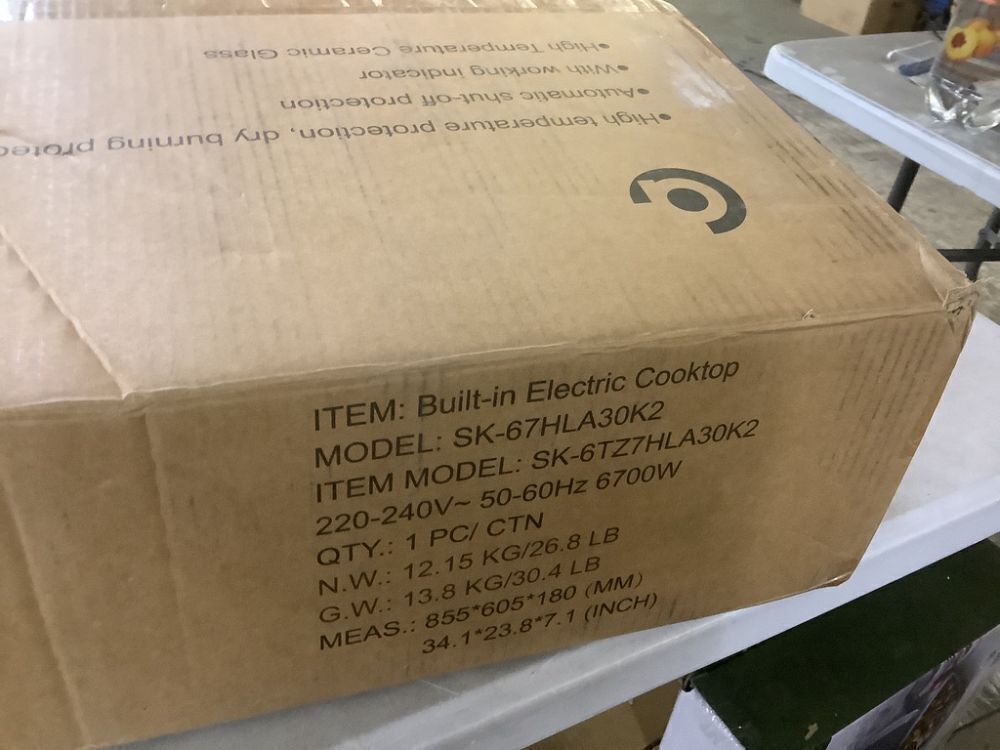 •High temperature protection, dry burning protec
•Automatic shut-off protection
•With working indicator
•High Temperature Ceramic Glass
ITEM: Built-in Electric Cooktop
MODEL: SK-67HLA30K2
ITEM MODEL: SK-6TZ7HLA30K2
220-240V~ 50-60Hz 6700W
QTY.: 1 PC/ CTN
N.W.: 12.15 KG/26.8 LB
G.W.: 13.8 KG/30.4 LB
MEAS.: 855*605*180 (MM)
34.1*23.8*7.1 (INCH)